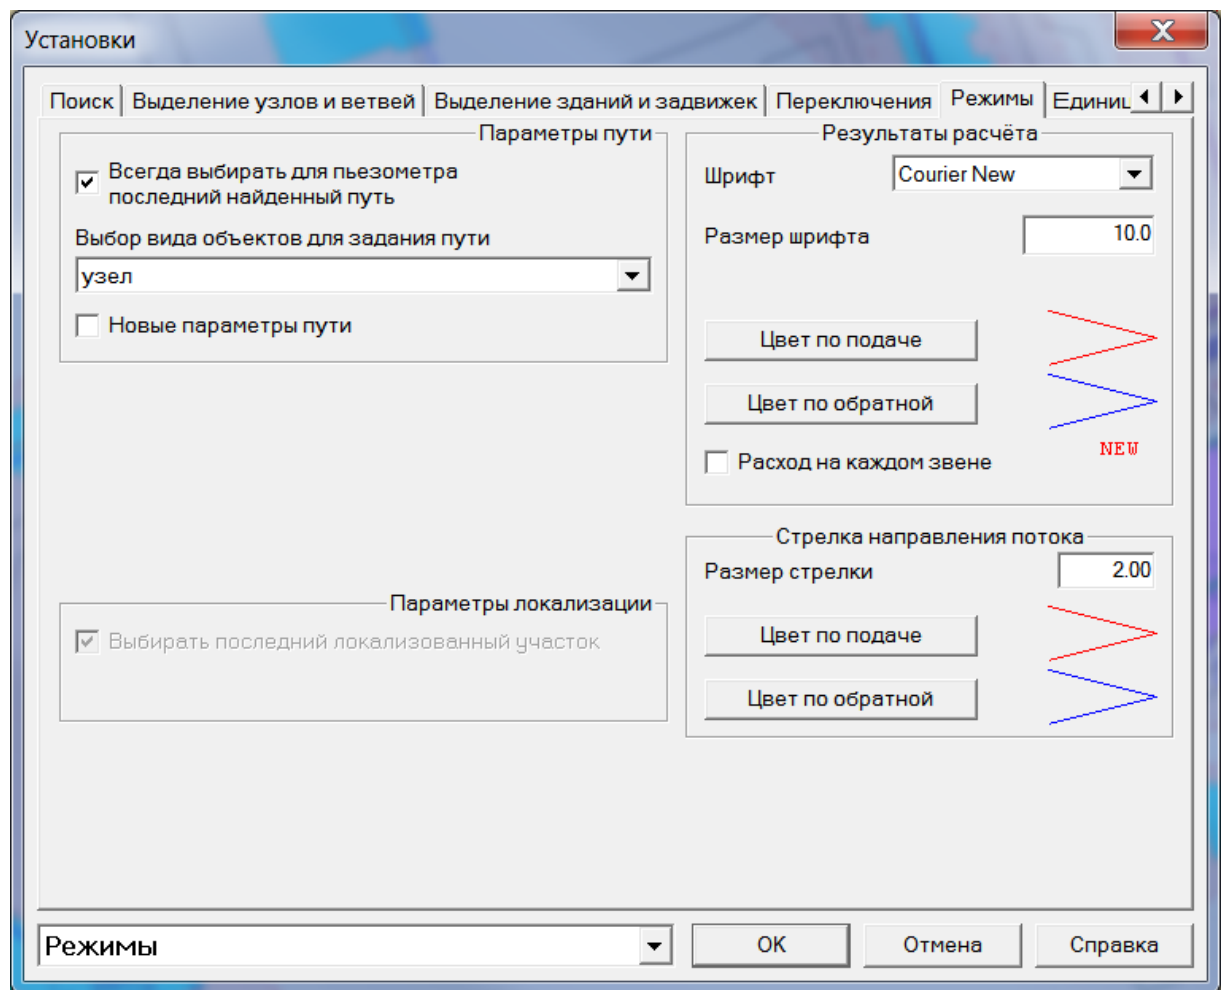 Установки
Поиск
Выделение узлов и ветвей
Выделение зданий и задвижек
Переключения
Режимы
Единиц
Параметры пути
Всегда выбирать для пьезометра
последний найденный путь
Выбор вида объектов для задания пути
узел
Новые параметры пути
Параметры локализации
Выбирать последний локализованный участок
Результаты расчёта
Шрифт
Courier New
Размер шрифта
10.0
Цвет по подаче
Цвет по обратной
NEW
Расход на каждом звене
Стрелка направления потока
Размер стрелки
2.00
Цвет по подаче
Цвет по обратной
Режимы
OK
Отмена
Справка